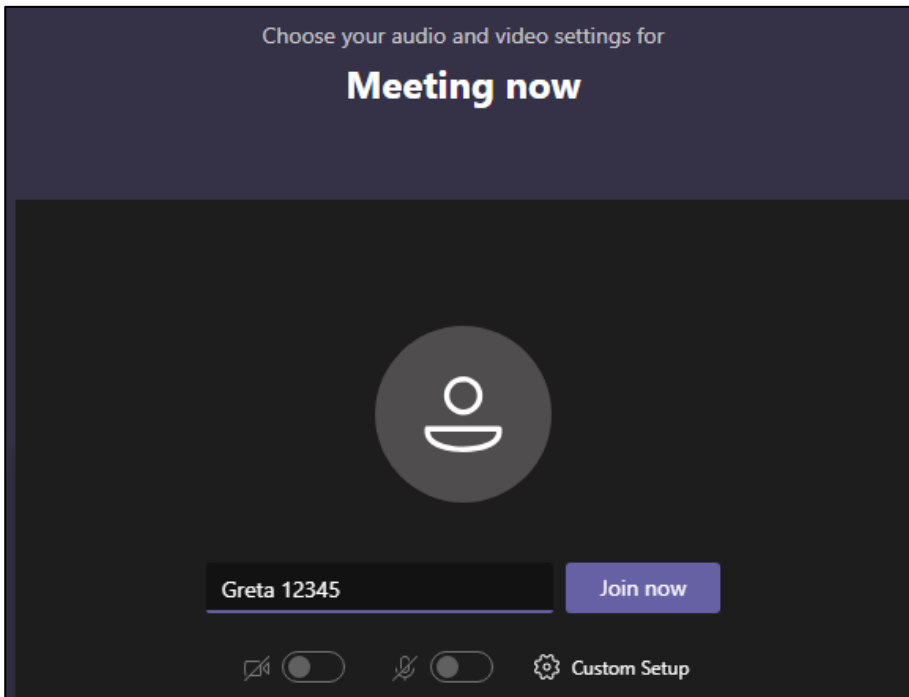 Choose your audio and video settings for
Meeting now
Greta 12345
Join now
Custom Setup